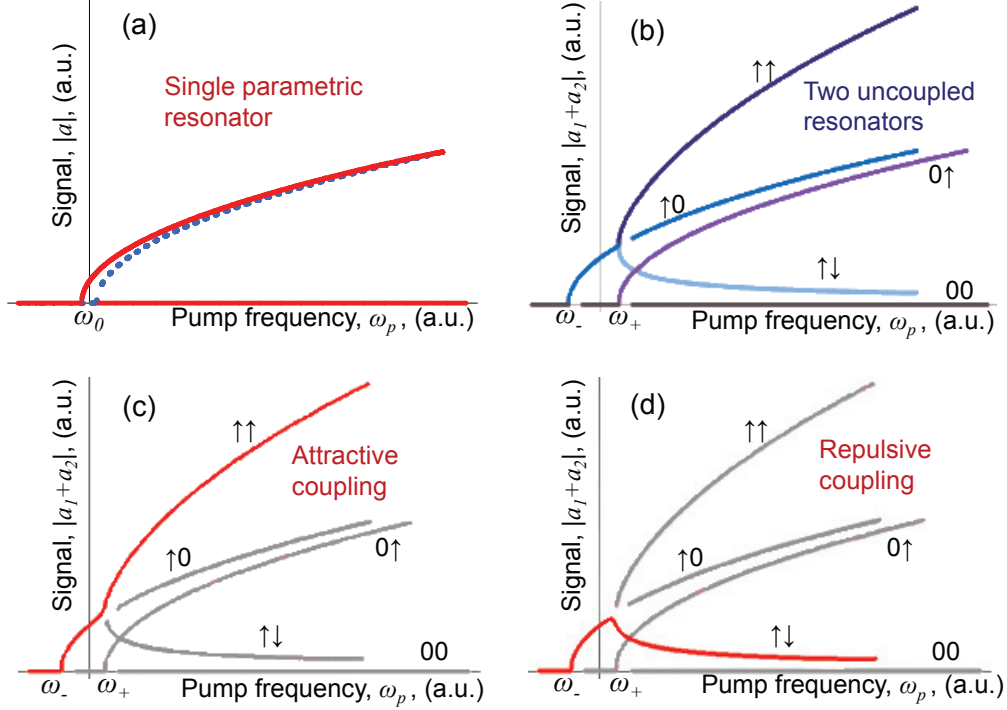 (a)
Signal, |a|, (a.u.)
Single parametric
resonator
ω0
Pump frequency, ωp, (a.u.)
(b)
Signal, |a1+a2|, (a.u.)
↑↑
Two uncoupled
resonators
↑0
0↑
↑↓
00
ω-
ω+
Pump frequency, ωp, (a.u.)
(c)
Signal, |a1+a2|, (a.u.)
↑↑
Attractive
coupling
↑0
0↑
↑↓
00
ω-
ω+
Pump frequency, ωp, (a.u.)
(d)
Signal, |a1+a2|, (a.u.)
↑↑
Repulsive
coupling
↑0
0↑
↑↓
00
ω-
ω+
Pump frequency, ωp, (a.u.)